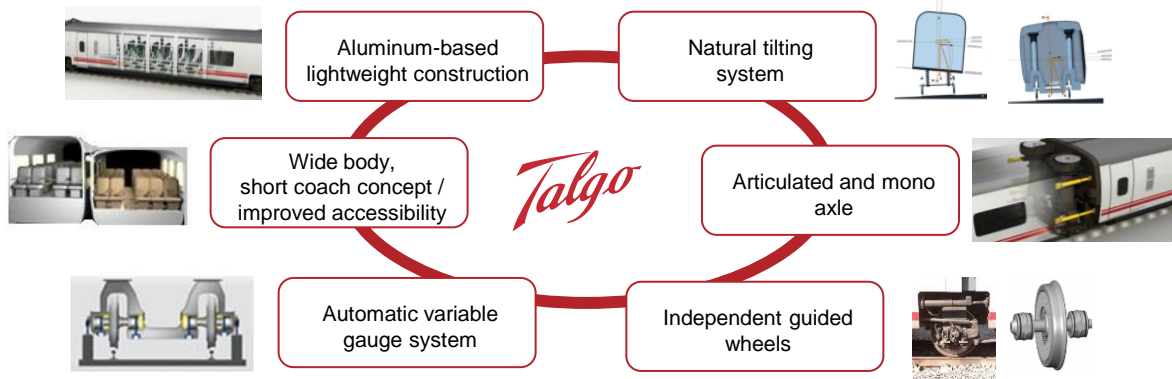 Aluminum-based
lightweight construction
Natural tilting
system
Wide body,
short coach concept /
improved accessibility
Talgo
Articulated and mono
axle
Automatic variable
gauge system
Independent guided
wheels